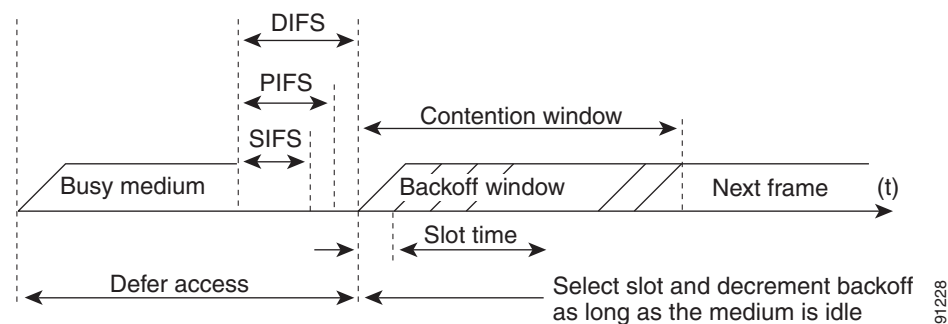 DIFS
PIFS
Contention window
SIFS
Busy medium
Backoff window
Next frame
(t)
Slot time
Defer access
Select slot and decrement backoff
as long as the medium is idle
91228